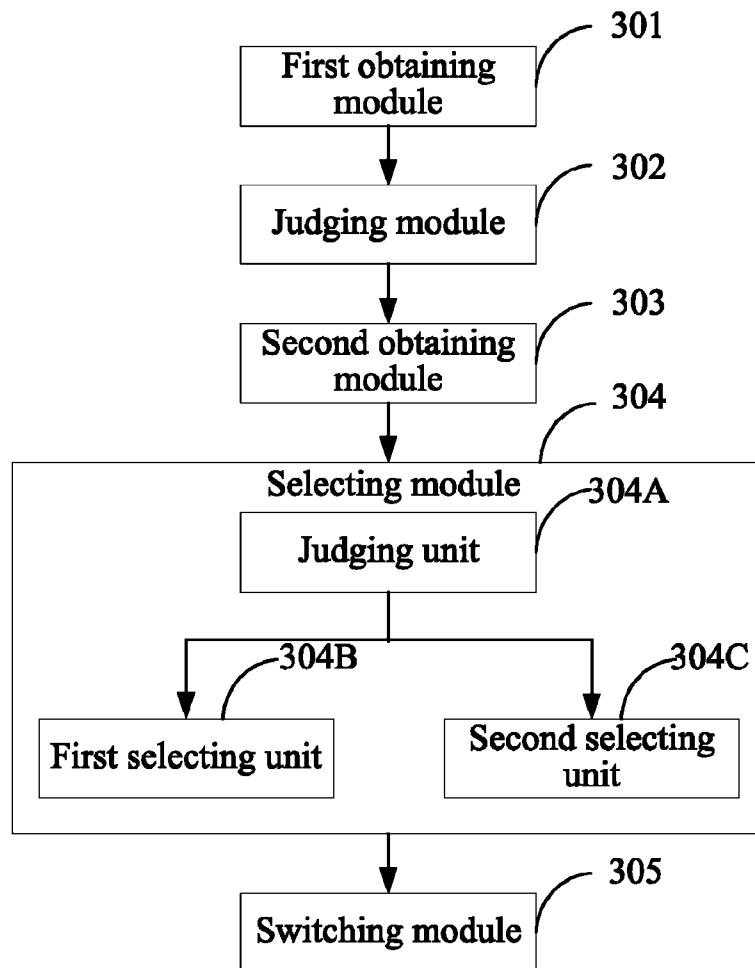 301
First obtaining
module
302
Judging module
303
Second obtaining
module
304
Selecting module
304A
Judging unit
304B
304C
First selecting unit
Second selecting
unit
305
Switching module